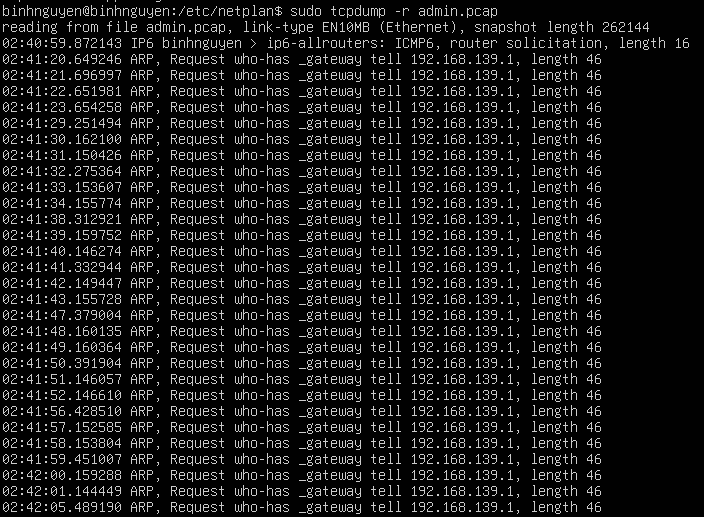 binhnguyen@binhnguyen:/etc/netplan$ sudo tcpdump -r admin.pcap
reading from file admin.pcap, link-type EN10MB (Ethernet), snapshot length 262144
02:40:59.872143 IP6 binhnguyen > ip6-allrouters: ICMP6, router solicitation, length 16
02:41:20.649246 ARP, Request who-has _gateway tell 192.168.139.1, length 46
02:41:21.696997 ARP, Request who-has _gateway tell 192.168.139.1, length 46
02:41:22.651981 ARP, Request who-has _gateway tell 192.168.139.1, length 46
02:41:23.654258 ARP, Request who-has _gateway tell 192.168.139.1, length 46
02:41:29.251494 ARP, Request who-has _gateway tell 192.168.139.1, length 46
02:41:30.162100 ARP, Request who-has _gateway tell 192.168.139.1, length 46
02:41:31.150426 ARP, Request who-has _gateway tell 192.168.139.1, length 46
02:41:32.275364 ARP, Request who-has _gateway tell 192.168.139.1, length 46
02:41:33.153607 ARP, Request who-has _gateway tell 192.168.139.1, length 46
02:41:34.155774 ARP, Request who-has _gateway tell 192.168.139.1, length 46
02:41:38.312921 ARP, Request who-has _gateway tell 192.168.139.1, length 46
02:41:39.159752 ARP, Request who-has _gateway tell 192.168.139.1, length 46
02:41:40.146274 ARP, Request who-has _gateway tell 192.168.139.1, length 46
02:41:41.332944 ARP, Request who-has _gateway tell 192.168.139.1, length 46
02:41:42.149447 ARP, Request who-has _gateway tell 192.168.139.1, length 46
02:41:43.155728 ARP, Request who-has _gateway tell 192.168.139.1, length 46
02:41:47.379004 ARP, Request who-has _gateway tell 192.168.139.1, length 46
02:41:48.160135 ARP, Request who-has _gateway tell 192.168.139.1, length 46
02:41:49.160364 ARP, Request who-has _gateway tell 192.168.139.1, length 46
02:41:50.391904 ARP, Request who-has _gateway tell 192.168.139.1, length 46
02:41:51.146057 ARP, Request who-has _gateway tell 192.168.139.1, length 46
02:41:52.146610 ARP, Request who-has _gateway tell 192.168.139.1, length 46
02:41:56.428510 ARP, Request who-has _gateway tell 192.168.139.1, length 46
02:41:57.152585 ARP, Request who-has _gateway tell 192.168.139.1, length 46
02:41:58.153804 ARP, Request who-has _gateway tell 192.168.139.1, length 46
02:41:59.451007 ARP, Request who-has _gateway tell 192.168.139.1, length 46
02:42:00.159288 ARP, Request who-has _gateway tell 192.168.139.1, length 46
02:42:01.144449 ARP, Request who-has _gateway tell 192.168.139.1, length 46
02:42:05.489190 ARP, Request who-has _gateway tell 192.168.139.1, length 46